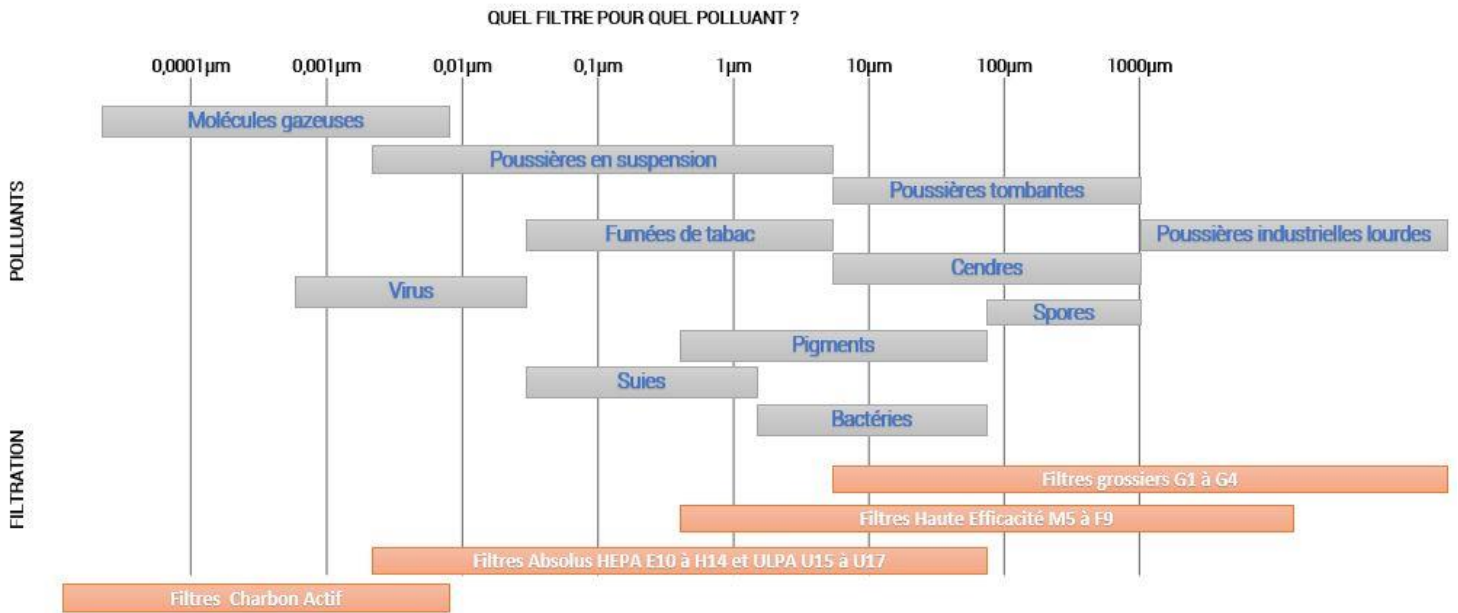 QUEL FILTRE POUR QUEL POLLUANT ?
0,0001µm 0,001µm 0,01µm 0,1µm 1µm 10µm 100µm 1000µm
POLLUANTS
Molécules gazeuses
Poussières en suspension
Poussières tombantes
Fumées de tabac
Poussières industrielles lourdes
Cendres
Virus
Spores
Pigments
Suies
Bactéries
FILTRATION
Filtres grossiers G1 à G4
Filtres Haute Efficacité M5 à F9
Filtres Absolus HEPA E10 à H14 et ULPA U15 à U17
Filtres Charbon Actif